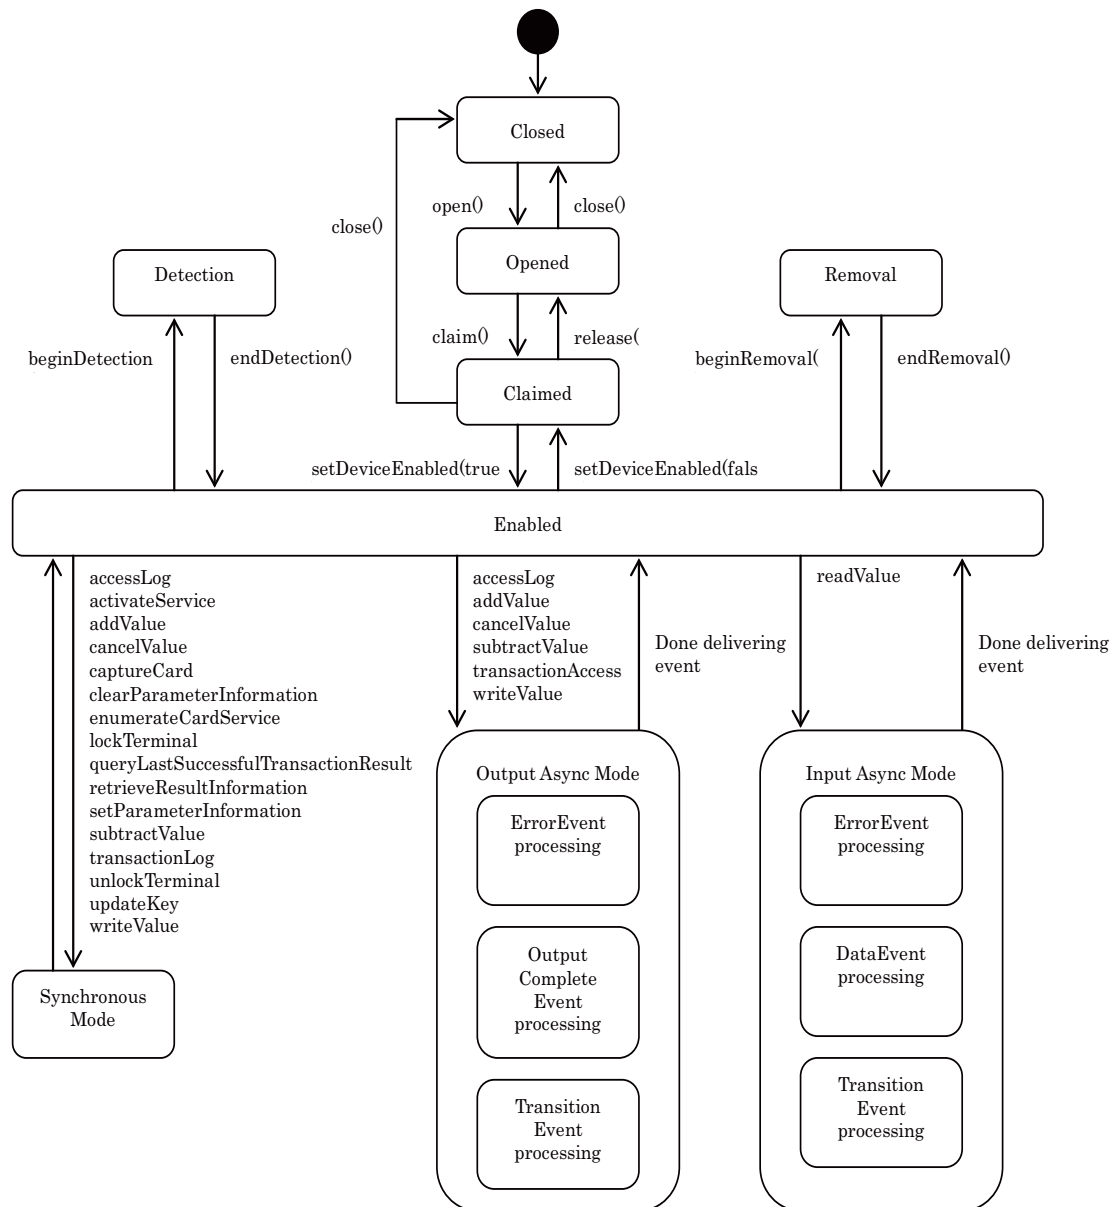 Closed
open()
close()
close()
Opened
Detection
Removal
claim()
release(
beginDetection
endDetection()
beginRemoval(
endRemoval()
Claimed
setDeviceEnabled(true
setDeviceEnabled(fals
Enabled
accessLog
activateService
addValue
cancelValue
captureCard
clearParameterInformation
enumerateCardService
lockTerminal
queryLastSuccessfulTransactionResult
retrieveResultInformation
setParameterInformation
subtractValue
transactionLog
unlockTerminal
updateKey
writeValue
accessLog
addValue
cancelValue
subtractValue
transactionAccess
writeValue
Done delivering
event
readValue
Done delivering
event
Synchronous
Mode
Output Async Mode
ErrorEvent
processing
Output
Complete
Event
processing
Transition
Event
processing
Input Async Mode
ErrorEvent
processing
DataEvent
processing
Transition
Event
processing